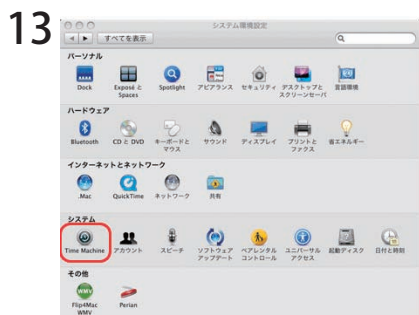 13
システム環境設定
すべてを表示
パーソナル
Dock
Exposé と
Spaces
Spotlight
アピアランス
セキュリティ
デスクトップと
スクリーンセーバ
言語環境
ハードウェア
Bluetooth
CD と DVD
キーボードと
マウス
サウンド
ディスプレイ
プリントと
ファクス
省エネルギー
インターネットとネットワーク
.Mac
QuickTime
ネットワーク
共有
システム
Time Machine
アカウント
スピーチ
ソフトウェア
アップデート
ペアレンタル
コントロール
ユニバーサル
アクセス
起動ディスク
日付と時刻
その他
WMV
Flip4Mac
WMV
Perian